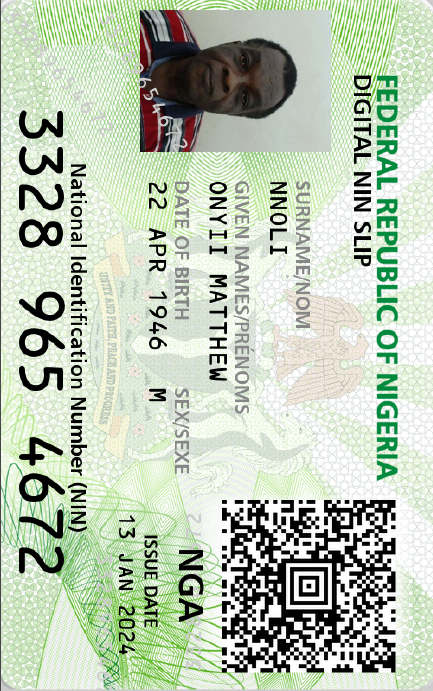 FEDERAL REPUBLIC OF NIGERIA
DIGITAL NIN SLIP
SURNAME/NOM
NNOLI
GIVEN NAMES/PRÉNOMS
ONYII MATTHEW
DATE OF BIRTH
22 APR 1946
SEX/SEXE
M
NGA
ISSUE DATE
13 JAN 2024
UNITY AND FAITH, PEACE AND PROGRESS
National Identification Number (NIN)
3328 965 4672